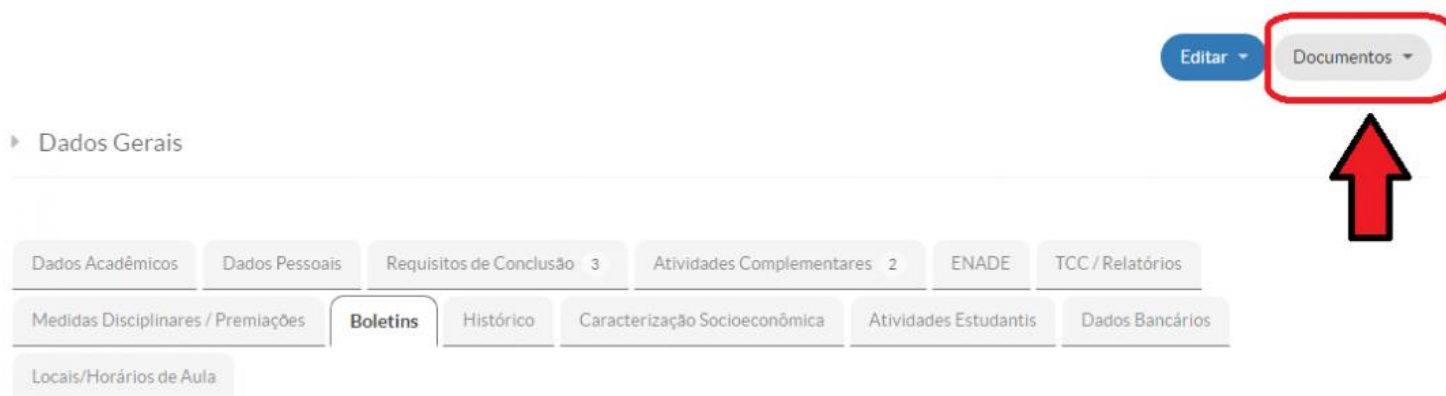 Editar Documentos
Dados Gerais
Dados Acadêmicos Dados Pessoais Requisitos de Conclusão 3 Atividades Complementares 2 ENADE TCC / Relatórios
Medidas Disciplinares / Premiações Boletins Histórico Caracterização Socioeconômica Atividades Estudantis Dados Bancários
Locais/Horários de Aula